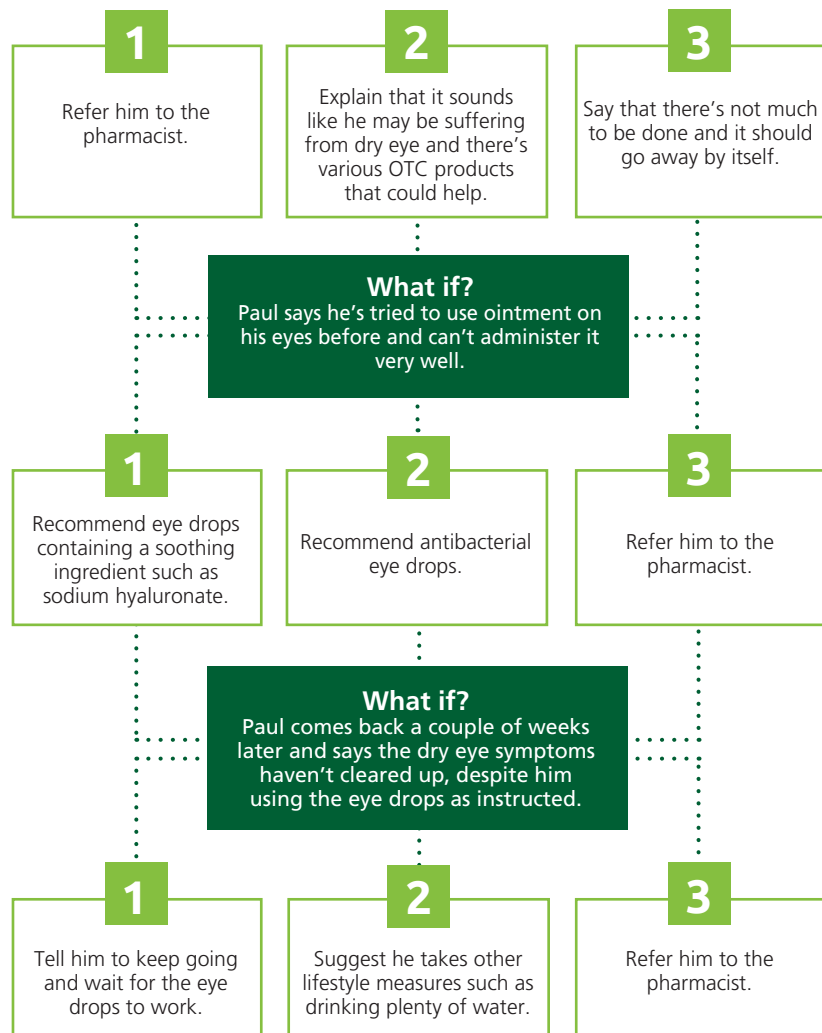 1
Refer him to the
pharmacist.
2
Explain that it sounds
like he may be suffering
from dry eye and there's
various OTC products
that could help.
3
Say that there's not much
to be done and it should
go away by itself.
What if?
Paul says he's tried to use ointment on
his eyes before and can't administer it
very well.
1
Recommend eye drops
containing a soothing
ingredient such as
sodium hyaluronate.
2
Recommend antibacterial
eye drops.
3
Refer him to the
pharmacist.
What if?
Paul comes back a couple of weeks
later and says the dry eye symptoms
haven't cleared up, despite him
using the eye drops as instructed.
1
Tell him to keep going
and wait for the eye
drops to work.
2
Suggest he takes other
lifestyle measures such as
drinking plenty of water.
3
Refer him to the
pharmacist.